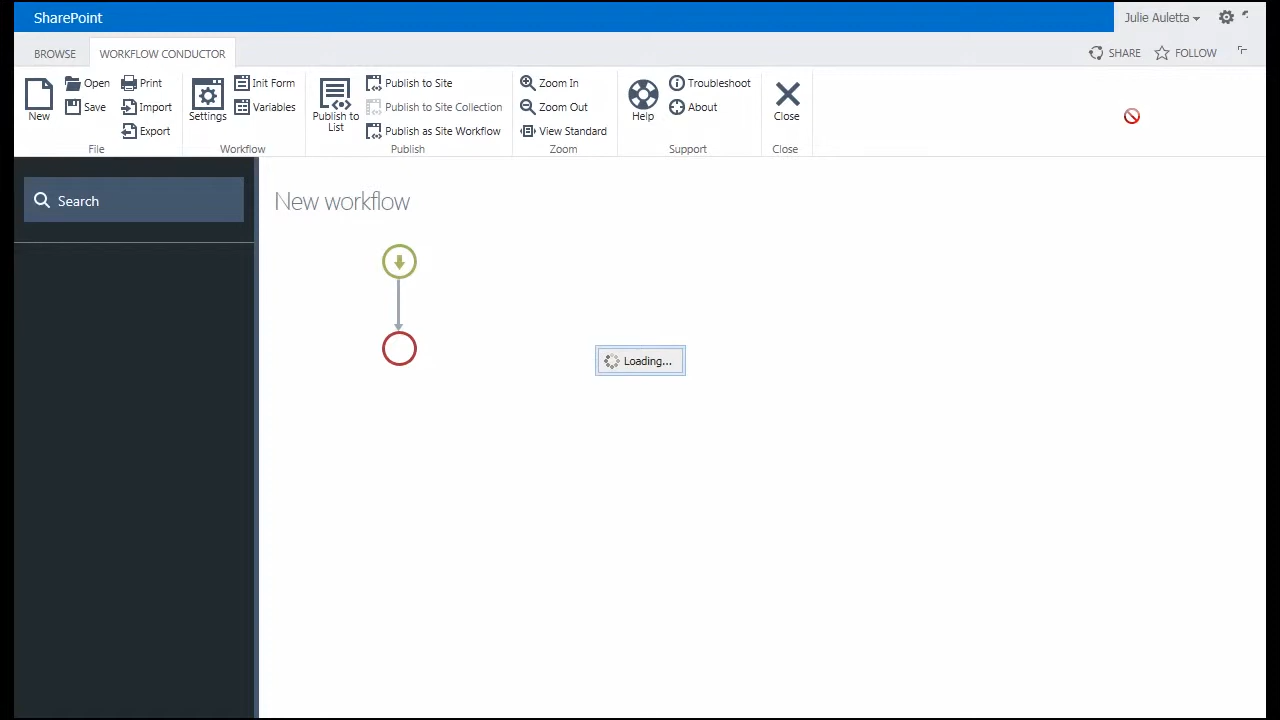 SharePoint
Julie Auletta
BROWSE
WORKFLOW CONDUCTOR
SHARE
FOLLOW
New
Open
Save
Print
Import
Export
File
Settings
Init Form
Variables
Workflow
Publish to
List
Publish to Site
Publish to Site Collection
Publish as Site Workflow
Publish
Zoom In
Zoom Out
View Standard
Zoom
Help
Troubleshoot
About
Support
Close
Close
Search
New workflow
Loading...